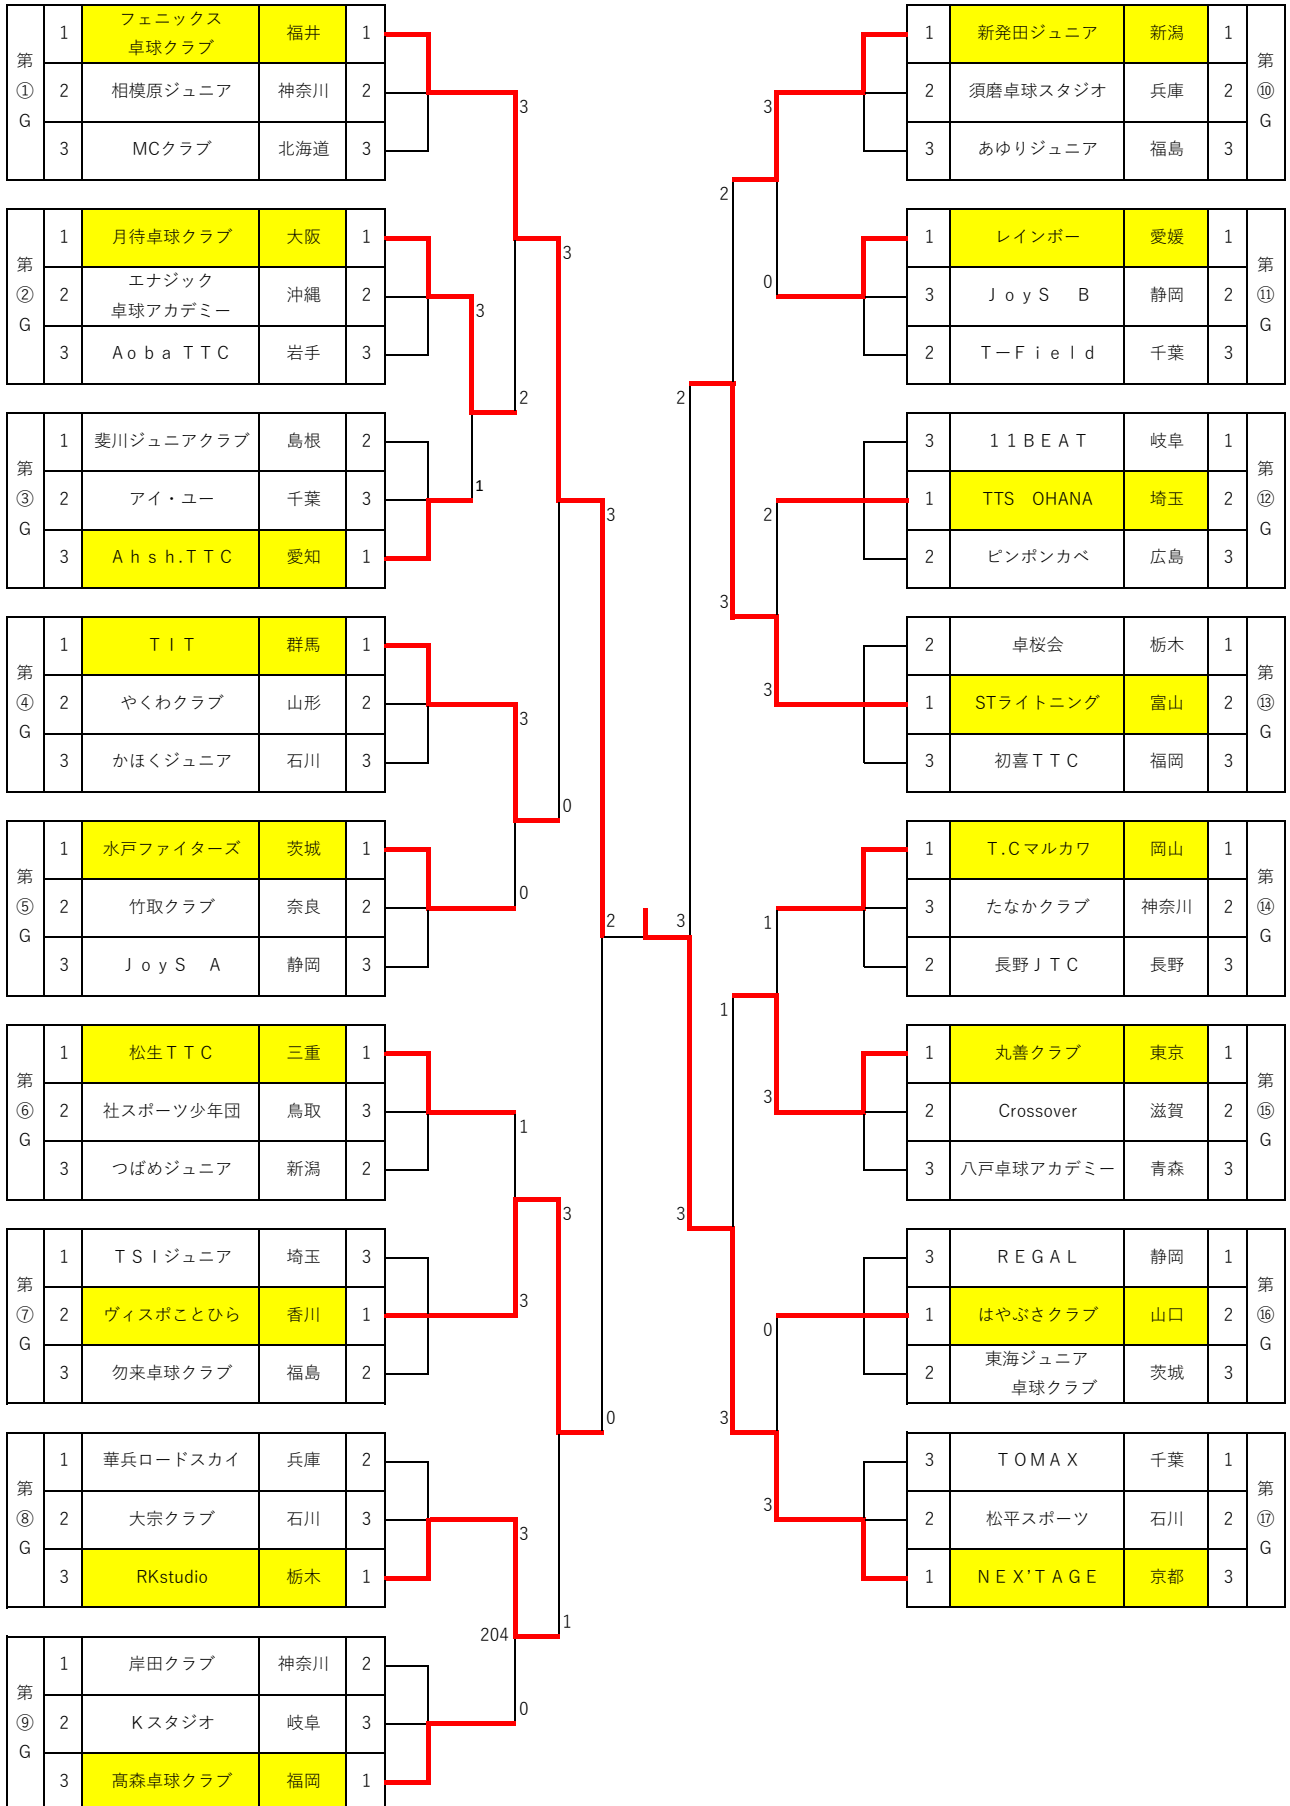 第①G
1 フェニックス
卓球クラブ 福井 1
2 相模原ジュニア 神奈川 2
3 MCクラブ 北海道 3
第②G
1 月待卓球クラブ 大阪 1
2 エナジック
卓球アカデミー 沖縄 2
3 Ａｏｂａ ＴＴＣ 岩手 3
第③G
1 斐川ジュニアクラブ 島根 2
2 アイ・ユー 千葉 3
3 Ａｈｓｈ.ＴＴＣ 愛知 1
第④G
1 ＴＩＴ 群馬 1
2 やくわクラブ 山形 2
3 かほくジュニア 石川 3
第⑤G
1 水戸ファイターズ 茨城 1
2 竹取クラブ 奈良 2
3 ＪｏｙＳ　Ａ 静岡 3
第⑥G
1 松生ＴＴＣ 三重 1
2 社スポーツ少年団 鳥取 3
3 つばめジュニア 新潟 2
第⑦G
1 ＴＳＩジュニア 埼玉 3
2 ヴィスポことひら 香川 1
3 勿来卓球クラブ 福島 2
第⑧G
1 華兵ロードスカイ 兵庫 2
2 大宗クラブ 石川 3
3 RKstudio 栃木 1
第⑨G
1 岸田クラブ 神奈川 2
2 Ｋスタジオ 岐阜 3
3 髙森卓球クラブ 福岡 1
3
3
3
2
1
3
3
0
0
2
1
3
3
0
3
1
204
0
3
2
0
2
2
3
3
3
1
1
3
3
0
3
3
第⑩G
1 新発田ジュニア 新潟 1
2 須磨卓球スタジオ 兵庫 2
3 あゆりジュニア 福島 3
第⑪G
1 レインボー 愛媛 1
3 ＪｏｙＳ　Ｂ 静岡 2
2 Ｔ－Ｆｉｅｌｄ 千葉 3
第⑫G
3 １１ＢＥＡＴ 岐阜 1
1 TTS　OHANA 埼玉 2
2 ピンポンカベ 広島 3
第⑬G
2 卓桜会 栃木 1
1 STライトニング 富山 2
3 初喜ＴＴＣ 福岡 3
第⑭G
1 Ｔ.Ｃマルカワ 岡山 1
3 たなかクラブ 神奈川 2
2 長野ＪＴＣ 長野 3
第⑮G
1 丸善クラブ 東京 1
2 Crossover 滋賀 2
3 八戸卓球アカデミー 青森 3
第⑯G
3 ＲＥＧＡＬ 静岡 1
1 はやぶさクラブ 山口 2
2 東海ジュニア
卓球クラブ 茨城 3
第⑰G
3 ＴＯＭＡＸ 千葉 1
2 松平スポーツ 石川 2
1 ＮＥＸ’ＴＡＧＥ 京都 3